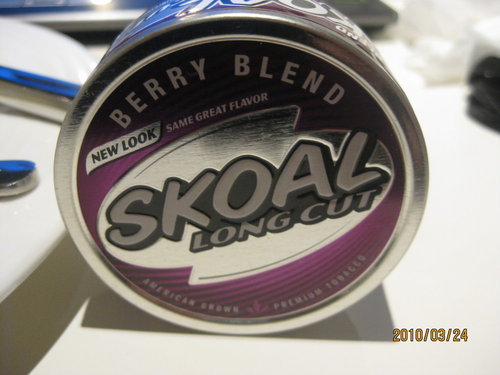 BERRY BLEND
NEW LOOK SAME GREAT FLAVOR
SKOAL
LONG CUT
AMERICAN GROWN PREMIUM TOBACCO
2010/03/24